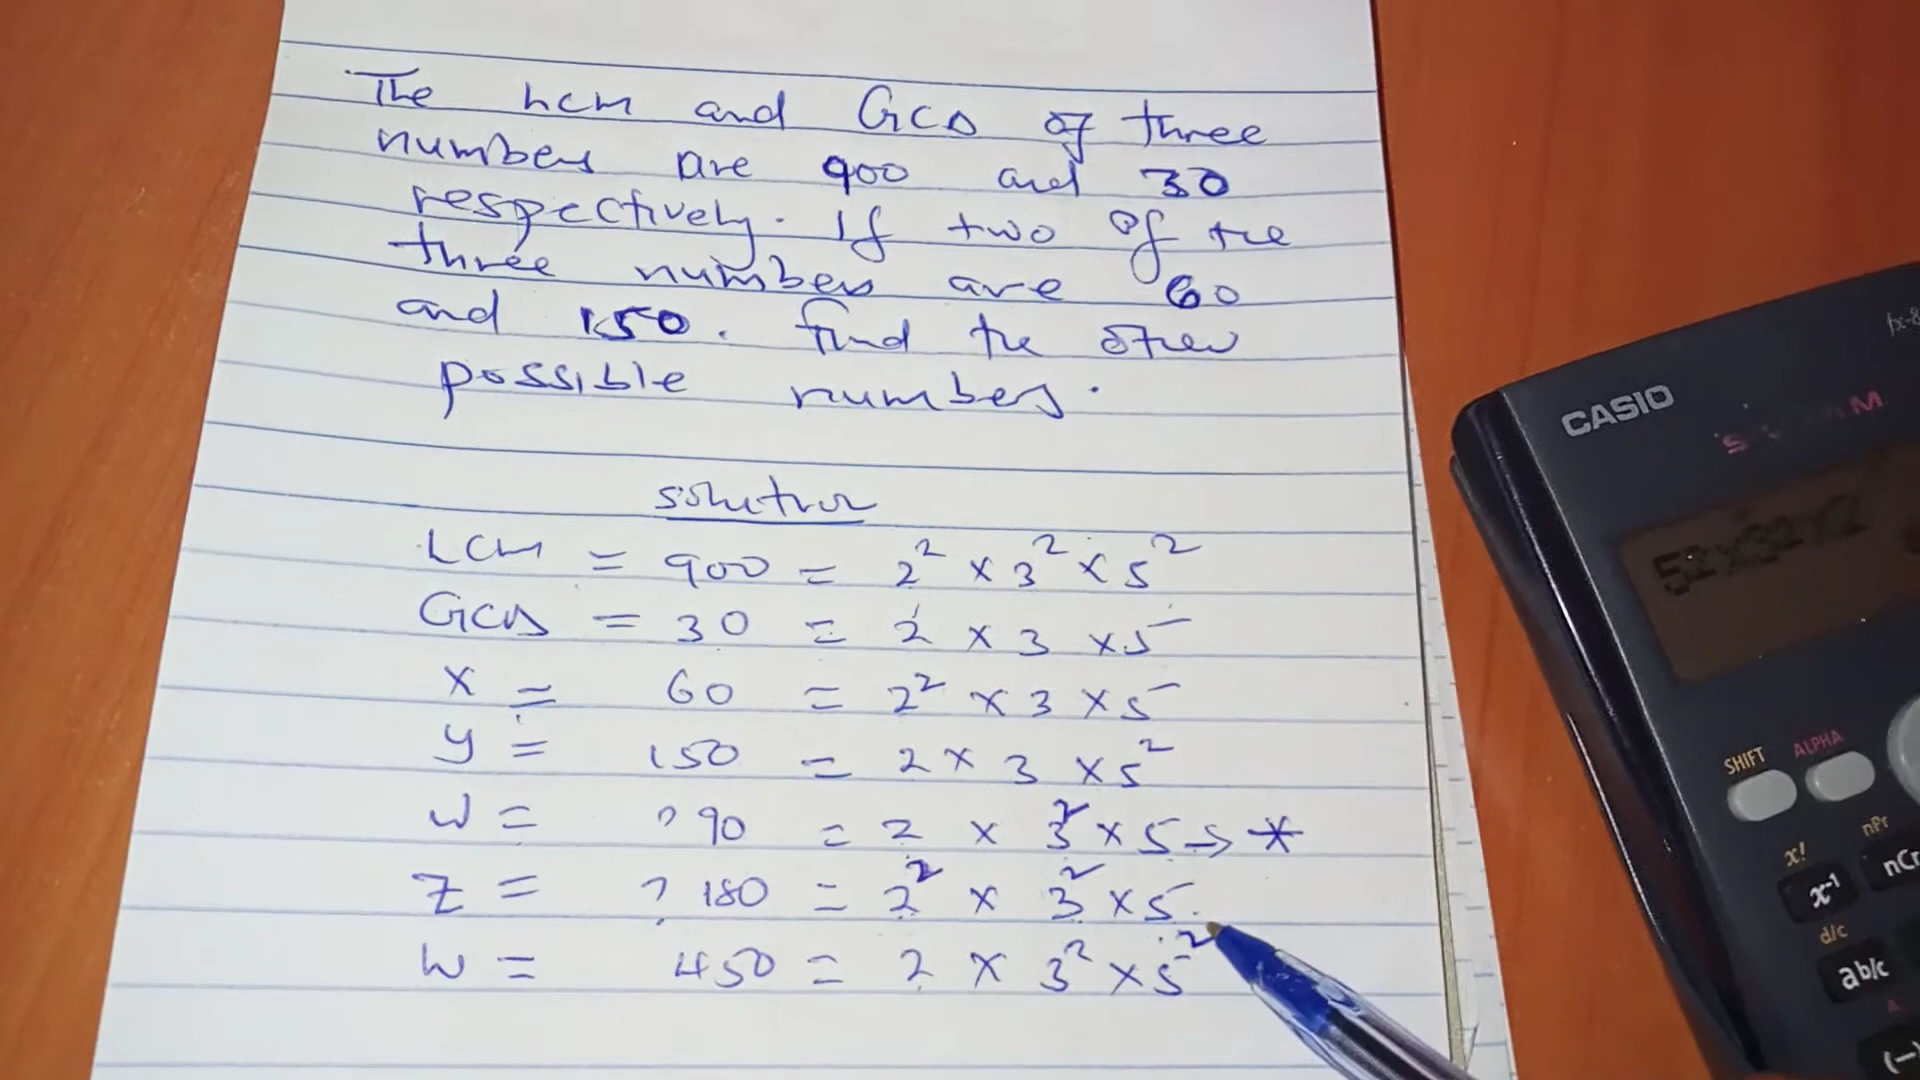 The LCM and GCD of three
numbers are 900 and 30
respectively. If two of the
three numbers are 60
and 150. find the other
possible numbers.
solution
LCM = 900 = 2² × 3² × 5²
GCD = 30 = 2¹ × 3 × 5
x = 60 = 2² × 3 × 5
y = 150 = 2 × 3 × 5²
W = ? 90 = 2 × 3² × 5 → *
Z = ? 180 = 2² × 3² × 5
W = 450 = 2 × 3² × 5²
fx-8
CASIO
SHIFT ALPHA
x! nPr
x⁻¹ nCr
d/c
ab/c
A
(−)